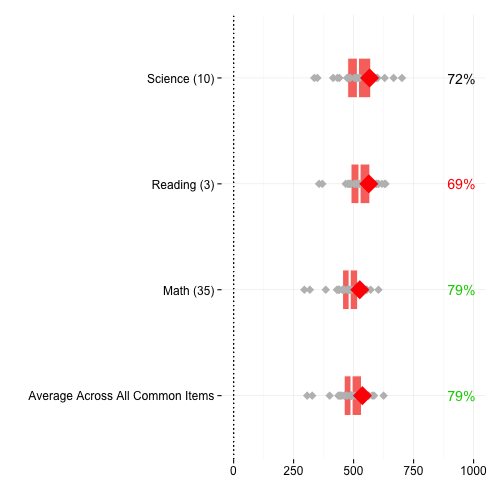 Science (10) 72%
Reading (3) 69%
Math (35) 79%
Average Across All Common Items 79%
0 250 500 750 1000